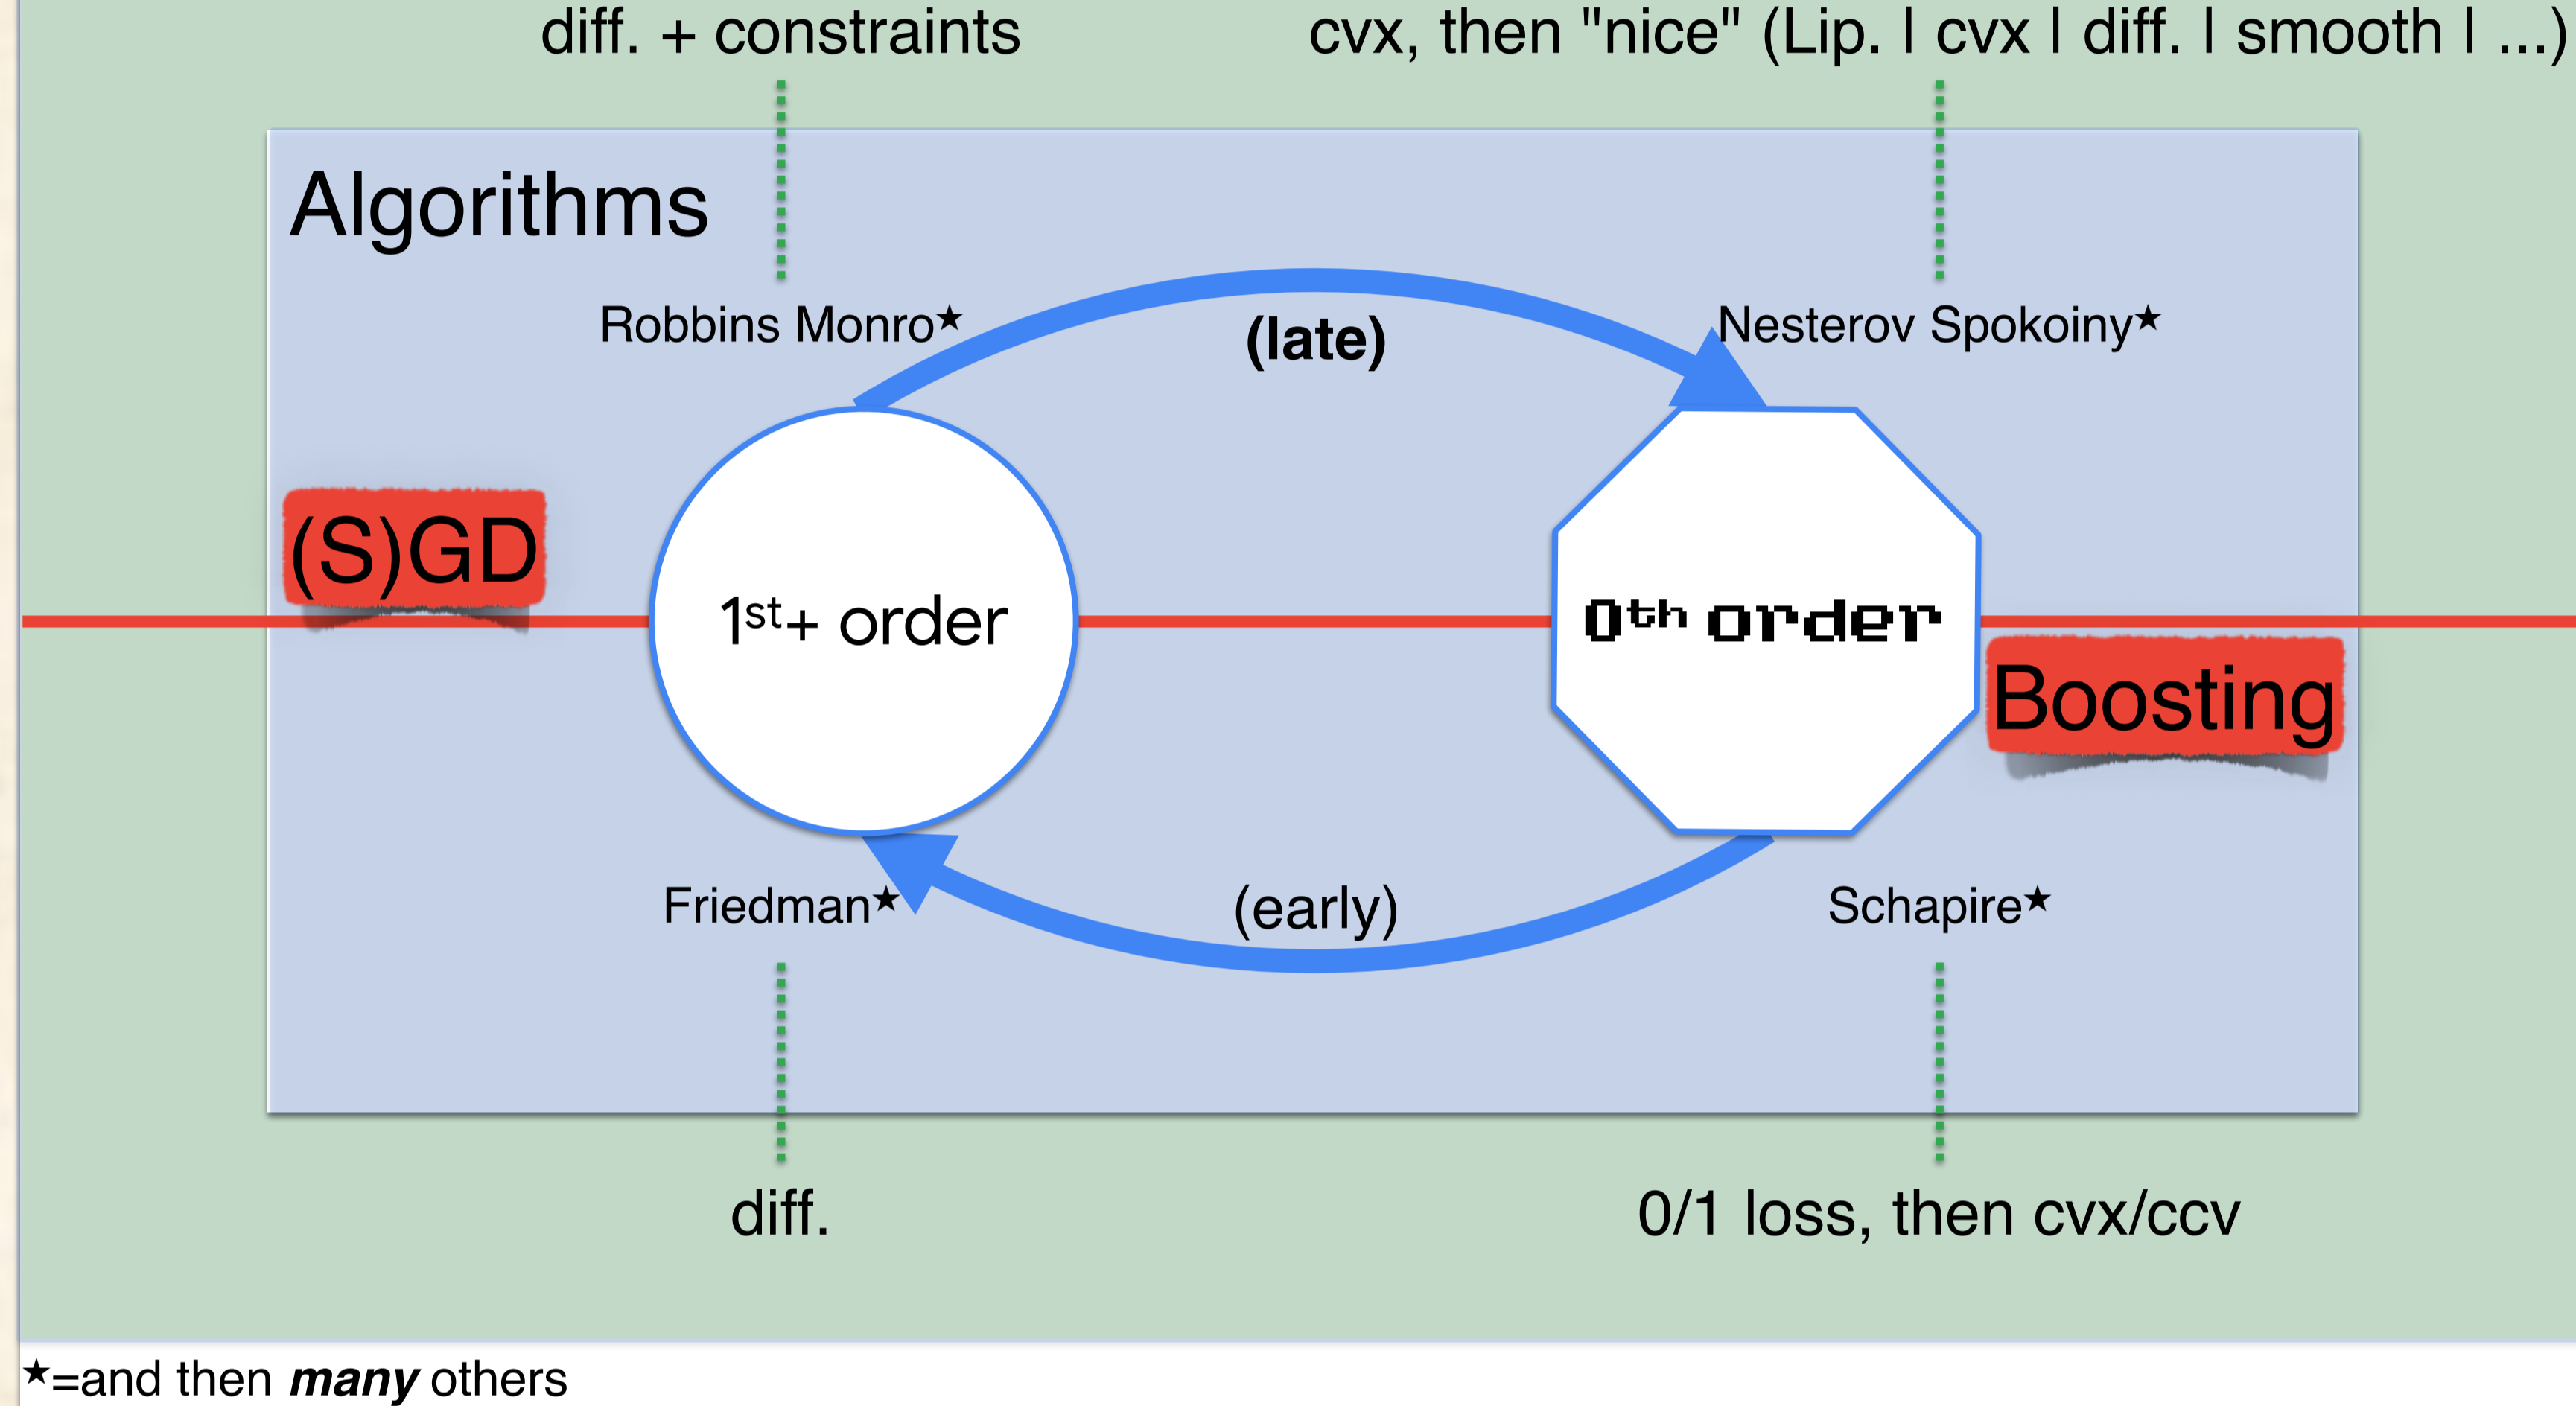 diff. + constraints
cvx, then "nice" (Lip. | cvx | diff. | smooth | ...)
Algorithms
Robbins Monro★
(late)
Nesterov Spokoiny★
(S)GD
1st+ order
0th order
Boosting
Friedman★
(early)
Schapire★
diff.
0/1 loss, then cvx/ccv
★=and then many others